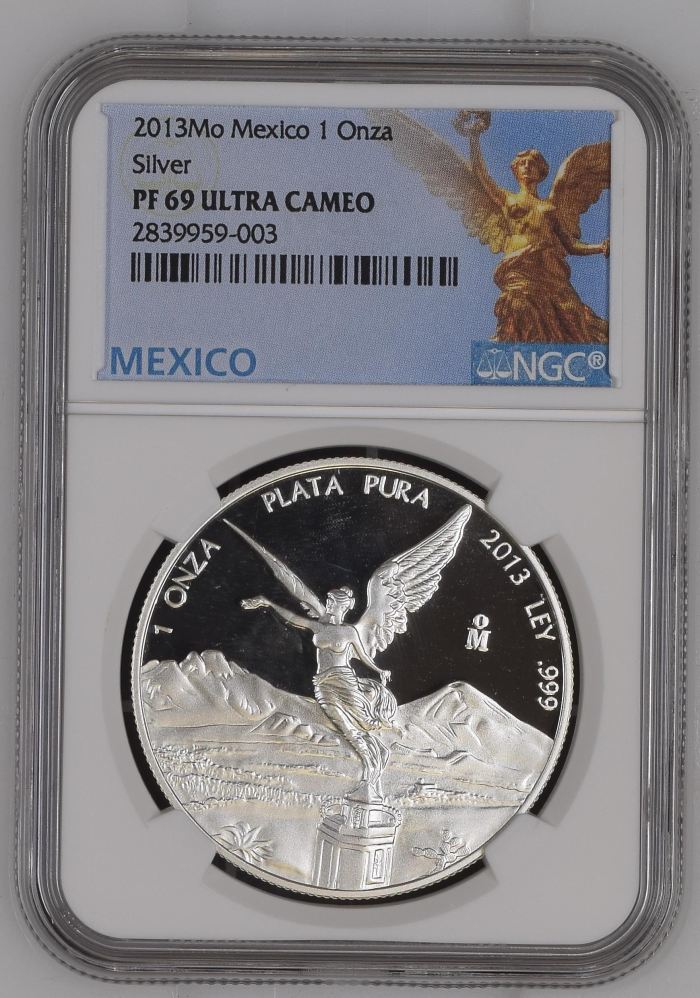 2013Mo Mexico 1 Onza
Silver
PF 69 ULTRA CAMEO
2839959-003
MEXICO
NGC®
1 ONZA PLATA PURA 2013 LEY .999
oM